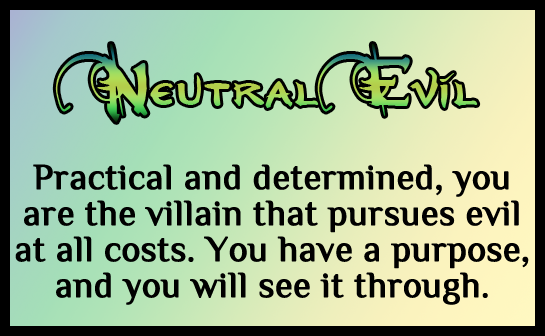 Neutral Evil
Practical and determined, you
are the villain that pursues evil
at all costs. You have a purpose,
and you will see it through.